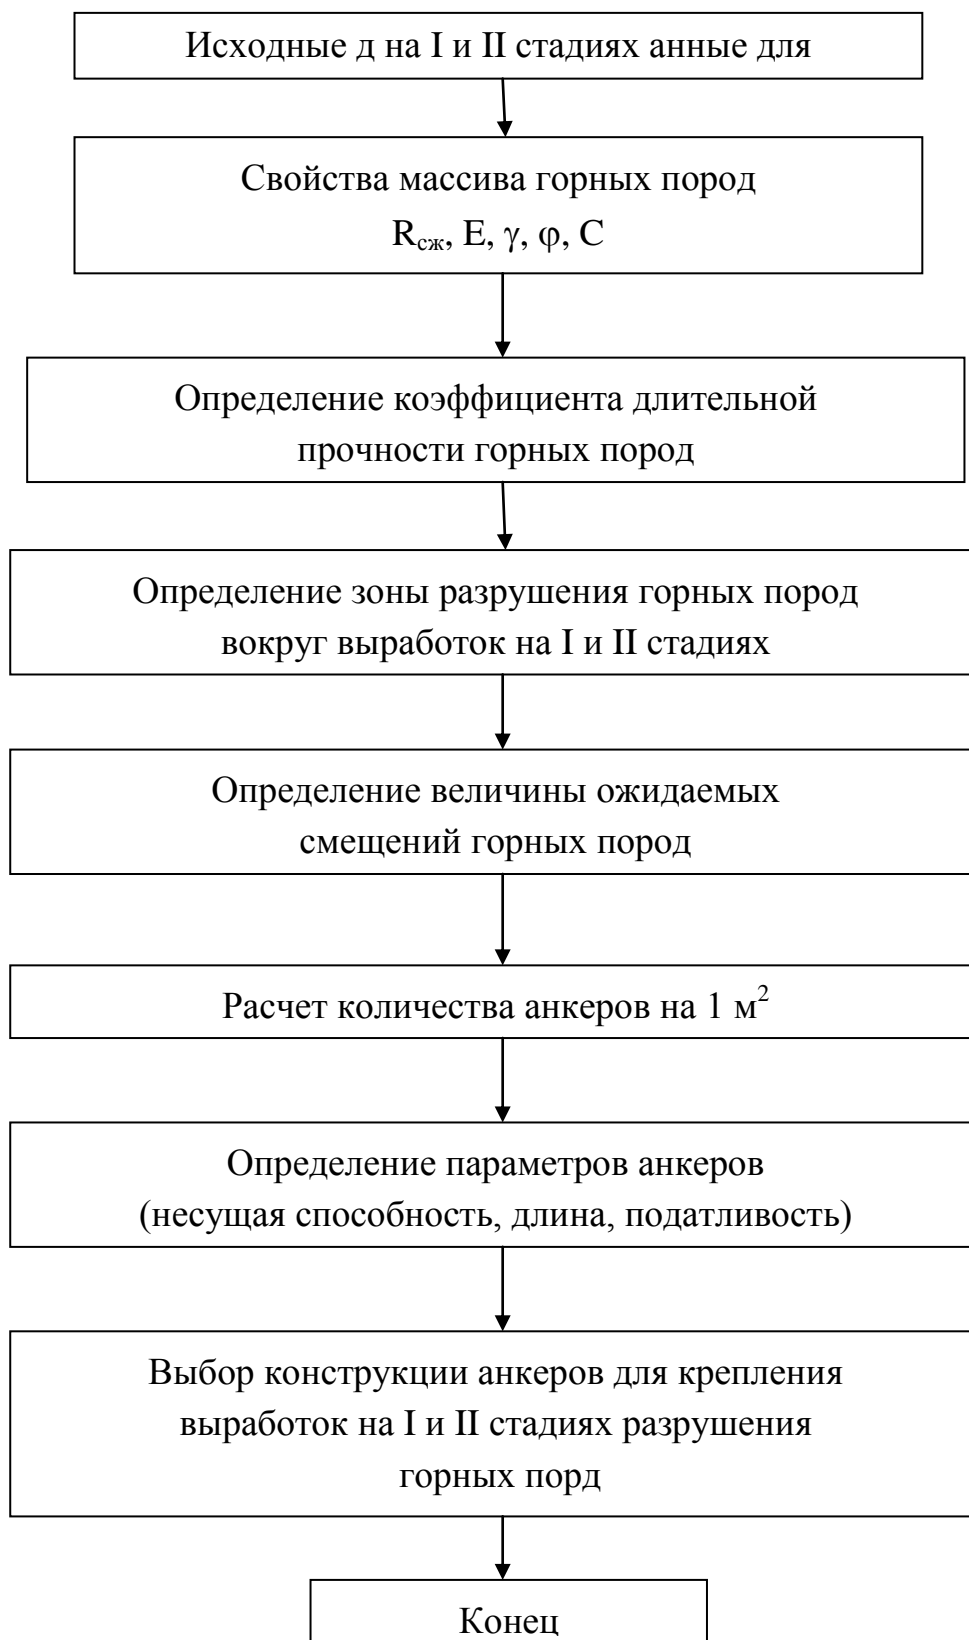 Исходные д на I и II стадиях анные для
Свойства массива горных пород
Rсж, E, γ, φ, C
Определение коэффициента длительной
прочности горных пород
Определение зоны разрушения горных пород
вокруг выработок на I и II стадиях
Определение величины ожидаемых
смещений горных пород
Расчет количества анкеров на 1 м²
Определение параметров анкеров
(несущая способность, длина, податливость)
Выбор конструкции анкеров для крепления
выработок на I и II стадиях разрушения
горных порд
Конец